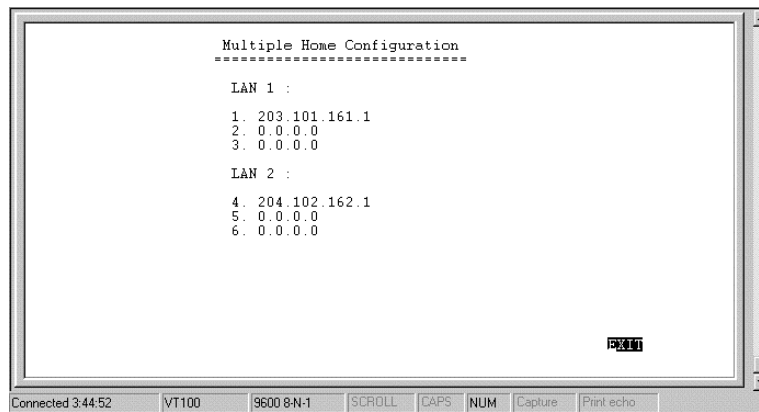 Multiple Home Configuration
=============================
LAN 1 :
1. 203.101.161.1
2. 0.0.0.0
3. 0.0.0.0
LAN 2 :
4. 204.102.162.1
5. 0.0.0.0
6. 0.0.0.0
EXIT
Connected 3:44:52 VT100 9600 8-N-1 SCROLL CAPS NUM Capture Print echo